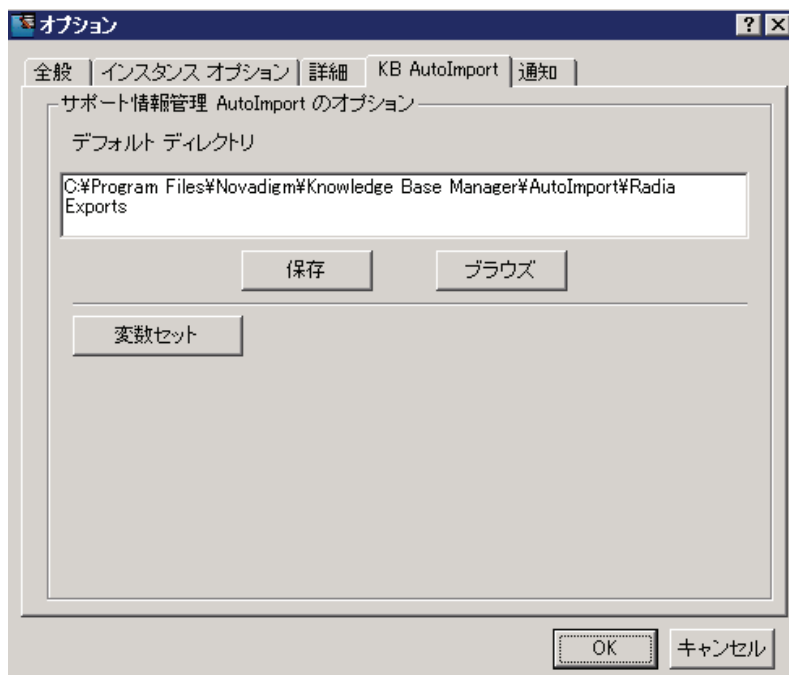 オプション
全般 インスタンス オプション 詳細 KB AutoImport 通知
サポート情報管理 AutoImport のオプション
デフォルト ディレクトリ
C:¥Program Files¥Novadigm¥Knowledge Base Manager¥AutoImport¥Radia
Exports
保存 ブラウズ
変数セット
OK キャンセル